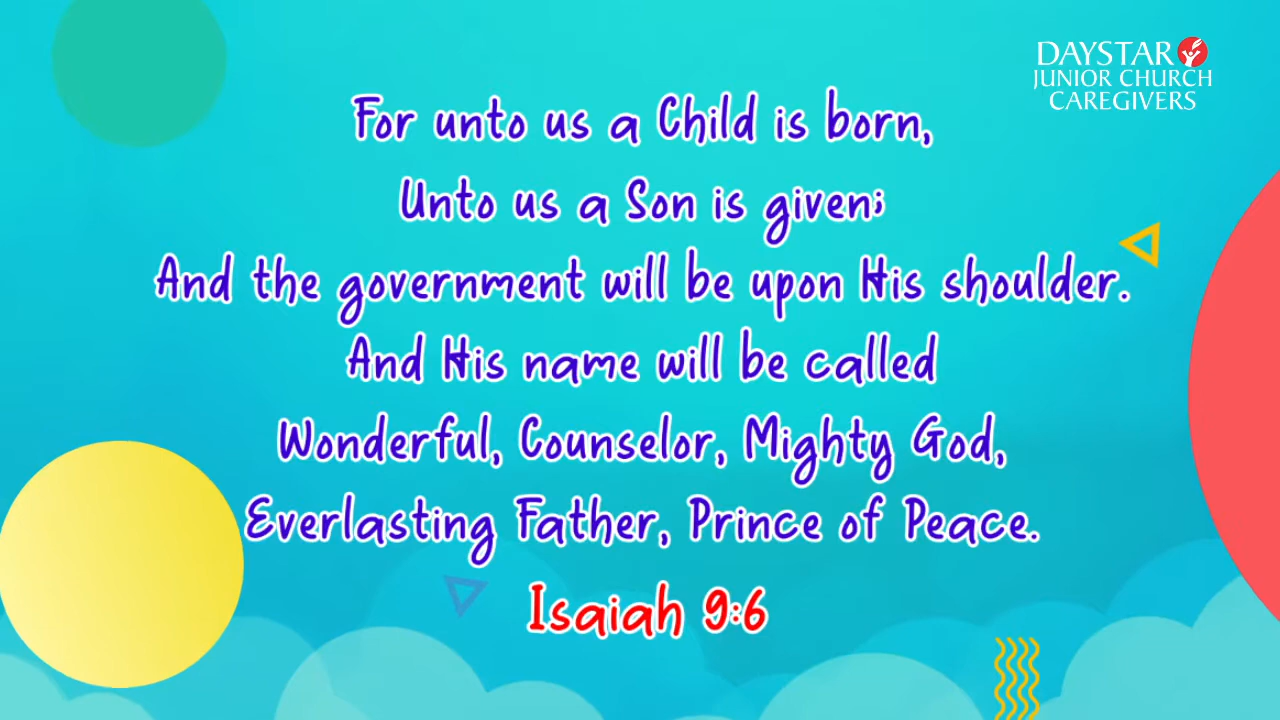 DAYSTAR
JUNIOR CHURCH
CAREGIVERS
For unto us a Child is born,
Unto us a Son is given;
And the government will be upon His shoulder.
And His name will be called
Wonderful, Counselor, Mighty God,
Everlasting Father, Prince of Peace.
Isaiah 9:6